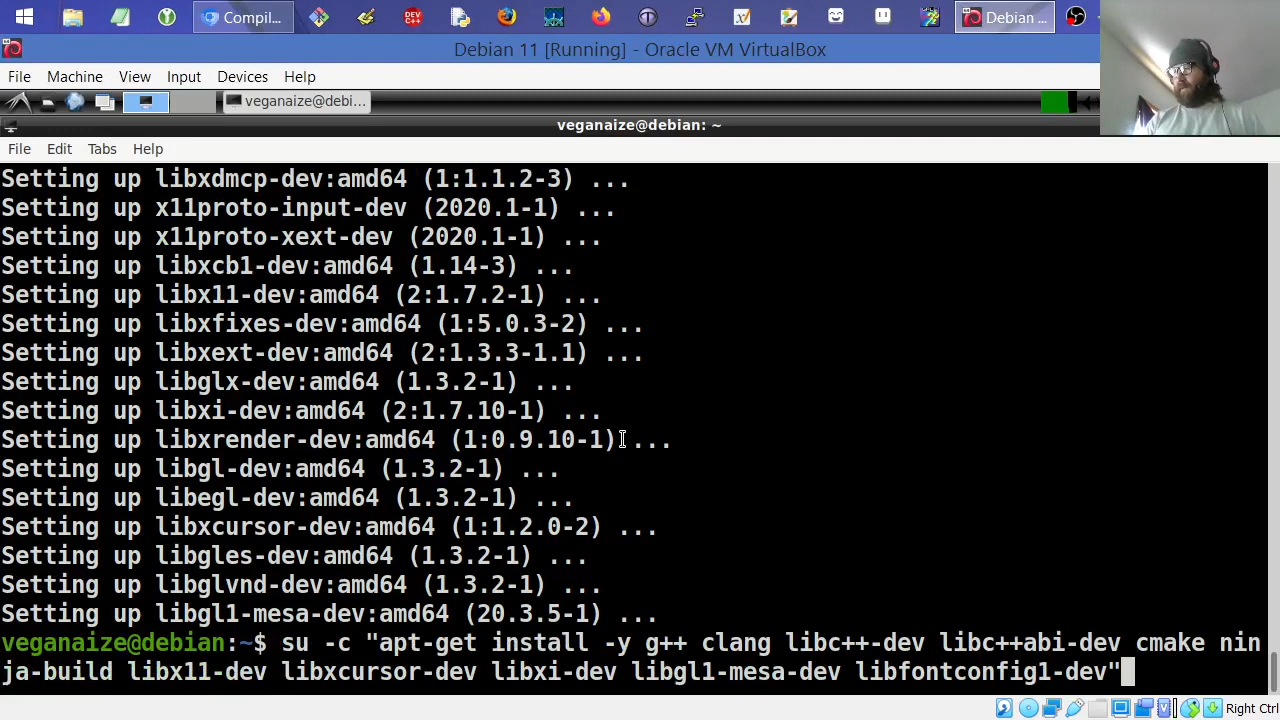 Compil...
DEV C++
Debian ...
Debian 11 [Running] - Oracle VM VirtualBox
File Machine View Input Devices Help
veganaize@debi...
veganaize@debian: ~
File Edit Tabs Help
Setting up libxdmcp-dev:amd64 (1:1.1.2-3) ...
Setting up x11proto-input-dev (2020.1-1) ...
Setting up x11proto-xext-dev (2020.1-1) ...
Setting up libxcb1-dev:amd64 (1.14-3) ...
Setting up libx11-dev:amd64 (2:1.7.2-1) ...
Setting up libxfixes-dev:amd64 (1:5.0.3-2) ...
Setting up libxext-dev:amd64 (2:1.3.3-1.1) ...
Setting up libglx-dev:amd64 (1.3.2-1) ...
Setting up libxi-dev:amd64 (2:1.7.10-1) ...
Setting up libxrender-dev:amd64 (1:0.9.10-1) ...
Setting up libgl-dev:amd64 (1.3.2-1) ...
Setting up libegl-dev:amd64 (1.3.2-1) ...
Setting up libxcursor-dev:amd64 (1:1.2.0-2) ...
Setting up libgles-dev:amd64 (1.3.2-1) ...
Setting up libglvnd-dev:amd64 (1.3.2-1) ...
Setting up libgl1-mesa-dev:amd64 (20.3.5-1) ...
veganaize@debian:~$ su -c "apt-get install -y g++ clang libc++-dev libc++abi-dev cmake nin
ja-build libx11-dev libxcursor-dev libxi-dev libgl1-mesa-dev libfontconfig1-dev"
Right Ctrl